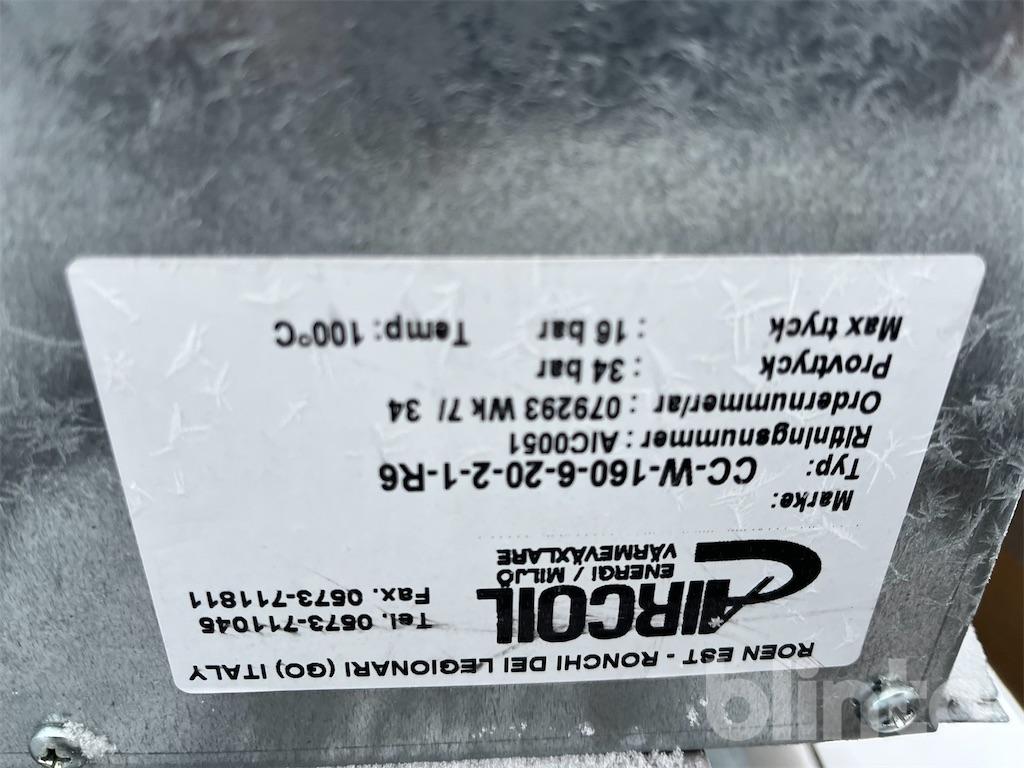 ROEN EST - RONCHI DEI LEGIONARI (GO) ITALY
AIRCOIL
ENERGI / MILJÖ
VÄRMEVÄXLARE
Tel. 0573-711045
Fax. 0573-711811
Marke:
Typ: CC-W-160-6-20-2-1-R6
Ritningsnummer : AIC0051
Ordernummer/ar : 079293 Wk 7/ 34
Provtryck : 34 bar
Max tryck : 16 bar Temp: 100°C
blinto